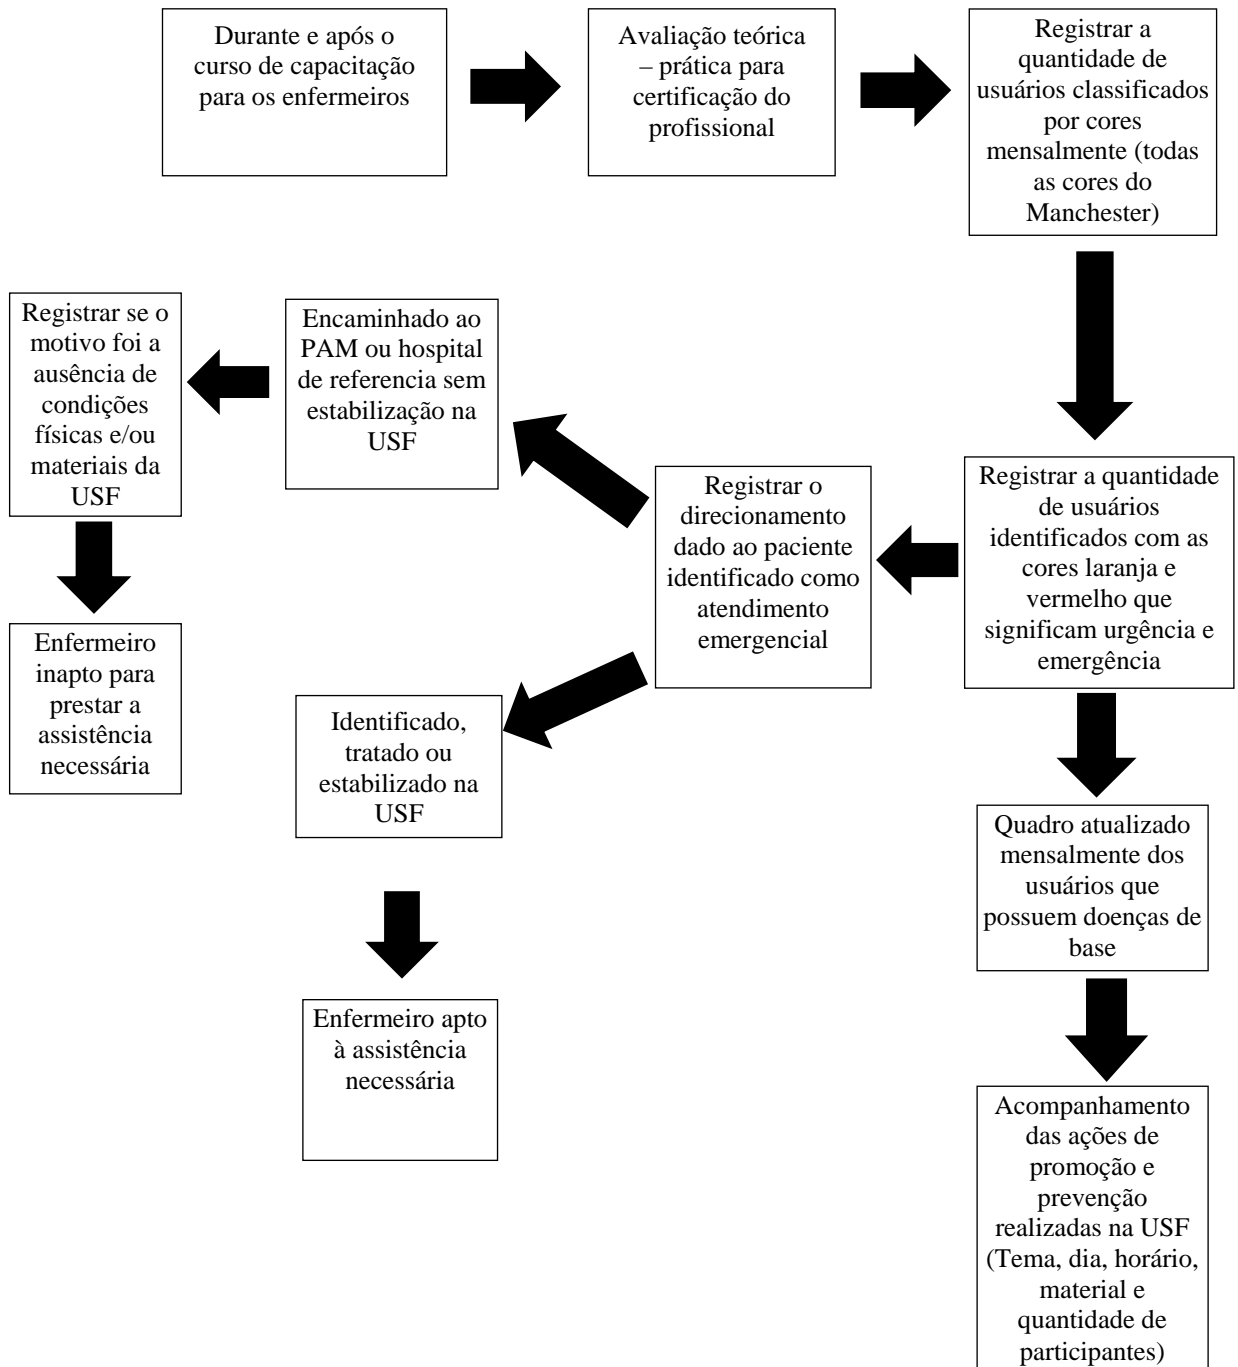 Durante e após o
curso de capacitação
para os enfermeiros
Avaliação teórica
– prática para
certificação do
profissional
Registrar a
quantidade de
usuários classificados
por cores
mensalmente (todas
as cores do
Manchester)
Registrar se o
motivo foi a
ausência de
condições
físicas e/ou
materiais da
USF
Encaminhado ao
PAM ou hospital
de referencia sem
estabilização na
USF
Registrar o
direcionamento
dado ao paciente
identificado como
atendimento
emergencial
Registrar a quantidade
de usuários
identificados com as
cores laranja e
vermelho que
significam urgência e
emergência
Enfermeiro
inapto para
prestar a
assistência
necessária
Identificado,
tratado ou
estabilizado na
USF
Quadro atualizado
mensalmente dos
usuários que
possuem doenças de
base
Enfermeiro apto
à assistência
necessária
Acompanhamento
das ações de
promoção e
prevenção
realizadas na USF
(Tema, dia, horário,
material e
quantidade de
participantes)